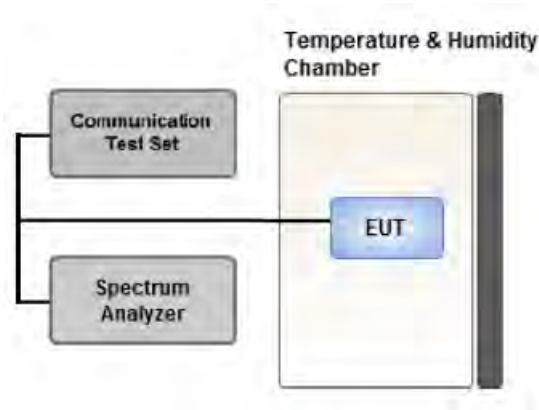 Temperature & Humidity
Chamber
Communication
Test Set
EUT
Spectrum
Analyzer